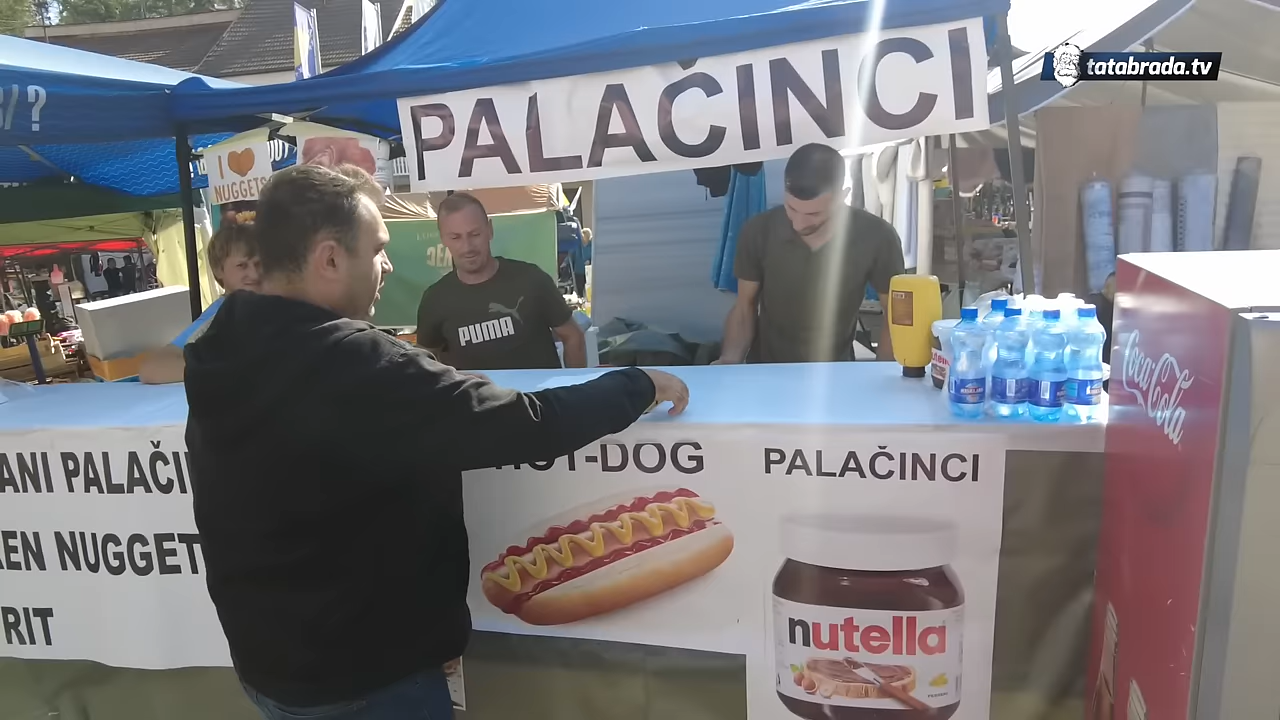 tatabrada.tv
PALAČINCI
/ ?
I
NUGGETS
PUMA
Coca-Cola
ANI PALAČI
EN NUGGET
RIT
HOT-DOG
PALAČINCI
nutella